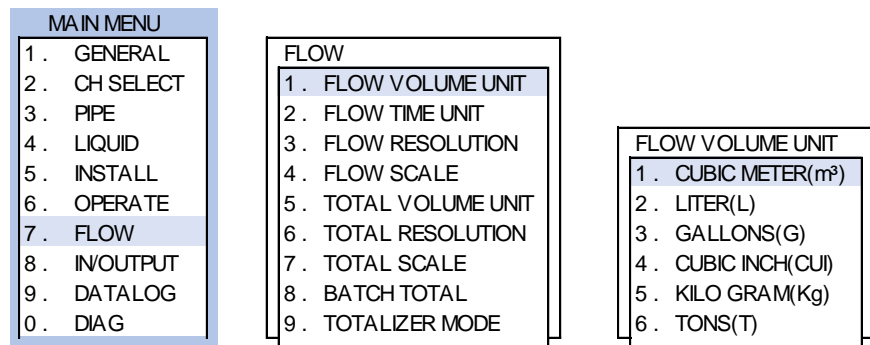 MAIN MENU
1. GENERAL
2. CH SELECT
3. PIPE
4. LIQUID
5. INSTALL
6. OPERATE
7. FLOW
8. IN/OUTPUT
9. DATALOG
0. DIAG
FLOW
1. FLOW VOLUME UNIT
2. FLOW TIME UNIT
3. FLOW RESOLUTION
4. FLOW SCALE
5. TOTAL VOLUME UNIT
6. TOTAL RESOLUTION
7. TOTAL SCALE
8. BATCH TOTAL
9. TOTALIZER MODE
FLOW VOLUME UNIT
1. CUBIC METER(m³)
2. LITER(L)
3. GALLONS(G)
4. CUBIC INCH(CUI)
5. KILO GRAM(Kg)
6. TONS(T)